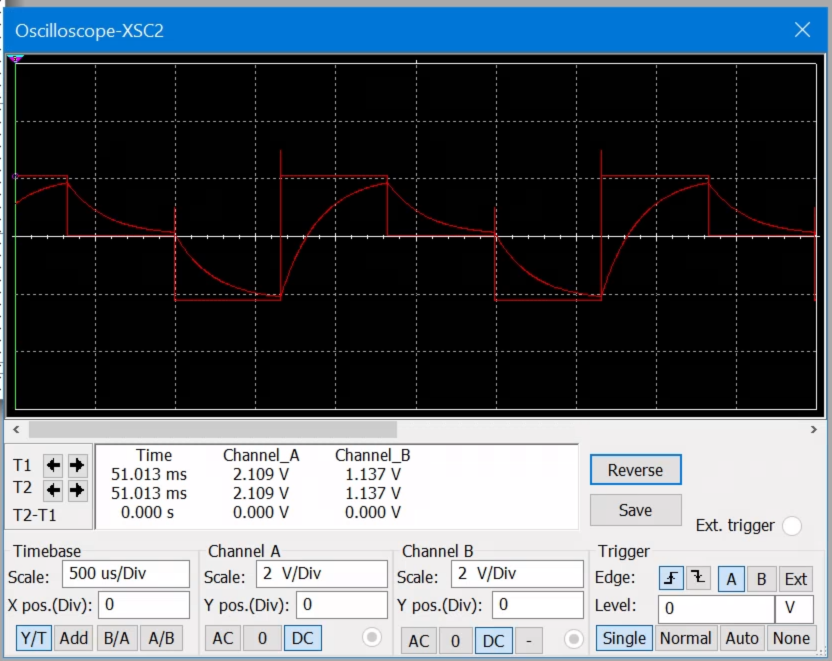 Oscilloscope-XSC2
Time Channel_A Channel_B
T1 51.013 ms 2.109 V 1.137 V
T2 51.013 ms 2.109 V 1.137 V
T2-T1 0.000 s 0.000 V 0.000 V
Reverse
Save
Ext. trigger
Timebase
Scale: 500 us/Div
X pos.(Div): 0
Y/T Add B/A A/B
Channel A
Scale: 2 V/Div
Y pos.(Div): 0
AC 0 DC
Channel B
Scale: 2 V/Div
Y pos.(Div): 0
AC 0 DC -
Trigger
Edge: A B Ext
Level: 0 V
Single Normal Auto None